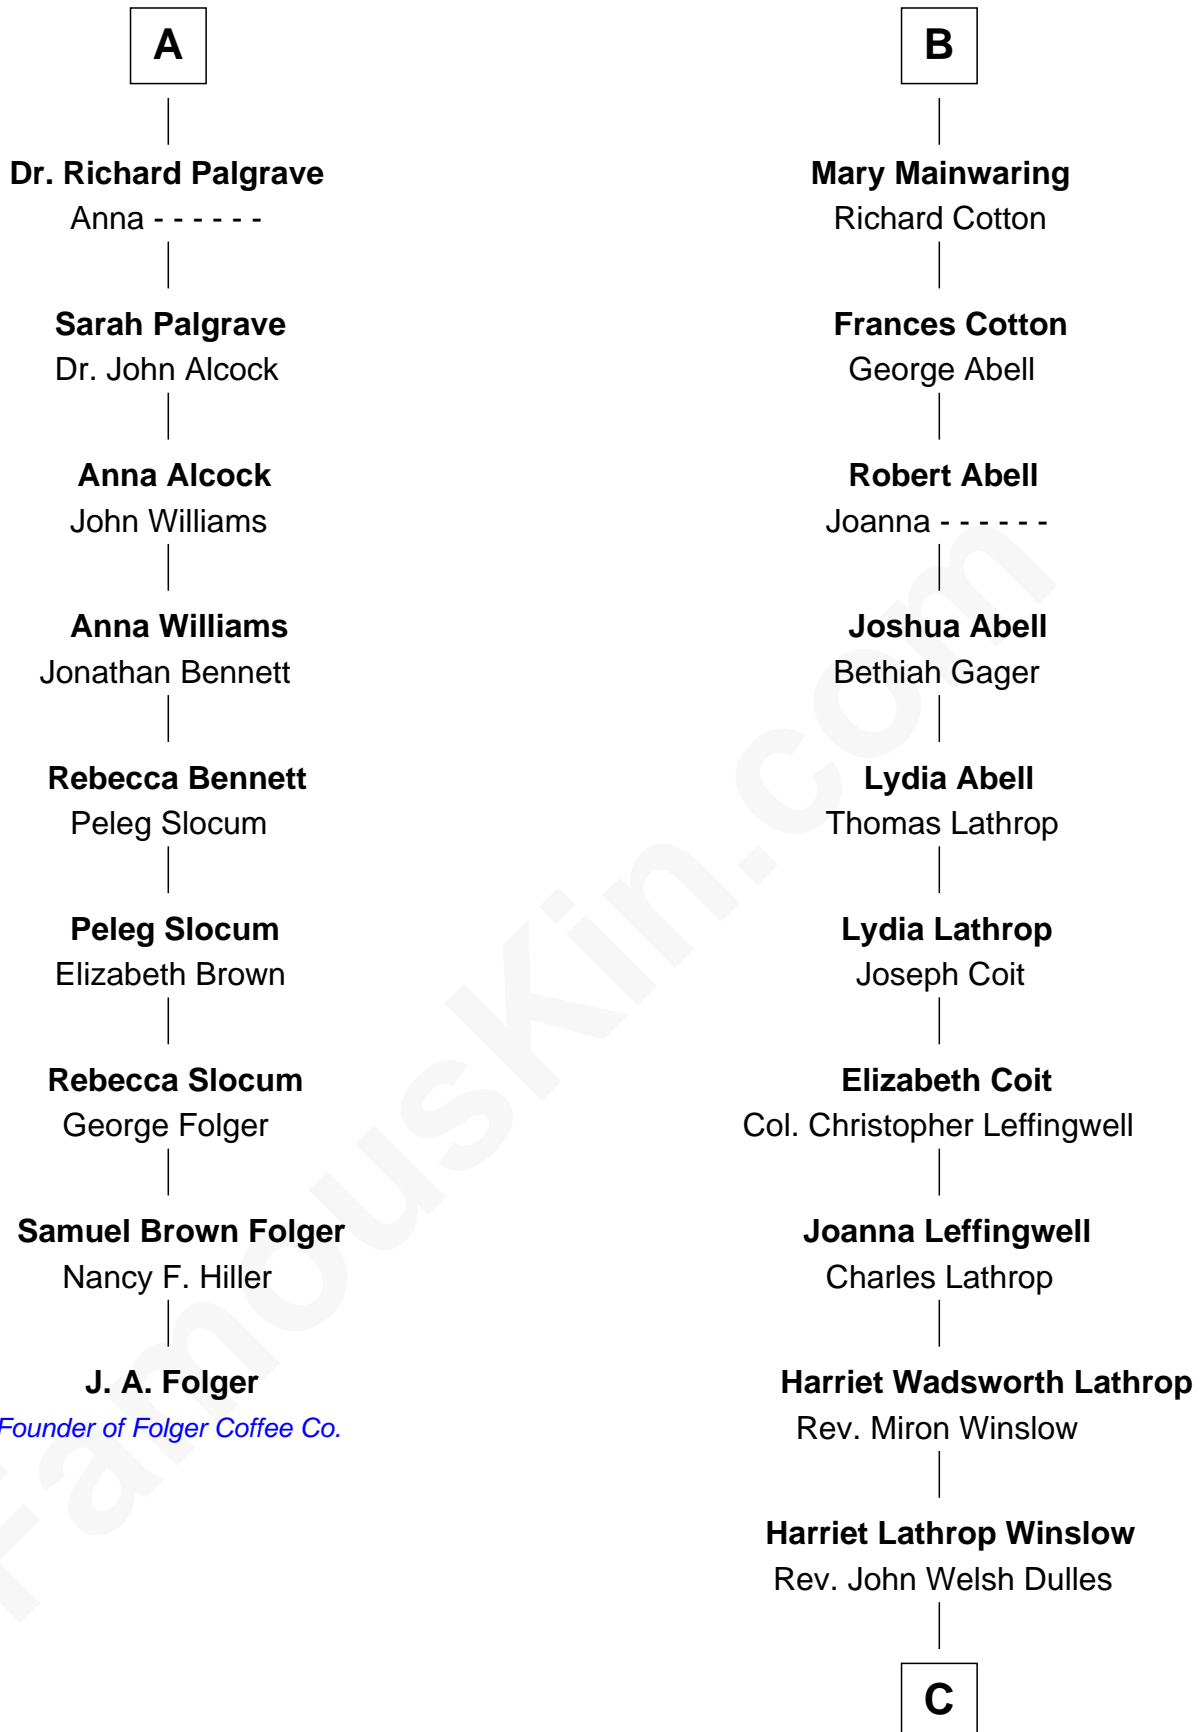 A
Dr. Richard Palgrave
Anna - - - - - -
Sarah Palgrave
Dr. John Alcock
Anna Alcock
John Williams
Anna Williams
Jonathan Bennett
Rebecca Bennett
Peleg Slocum
Peleg Slocum
Elizabeth Brown
Rebecca Slocum
George Folger
Samuel Brown Folger
Nancy F. Hiller
J. A. Folger
Founder of Folger Coffee Co.
B
Mary Mainwaring
Richard Cotton
Frances Cotton
George Abell
Robert Abell
Joanna - - - - - -
Joshua Abell
Bethiah Gager
Lydia Abell
Thomas Lathrop
Lydia Lathrop
Joseph Coit
Elizabeth Coit
Col. Christopher Leffingwell
Joanna Leffingwell
Charles Lathrop
Harriet Wadsworth Lathrop
Rev. Miron Winslow
Harriet Lathrop Winslow
Rev. John Welsh Dulles
C
FamousKin.com